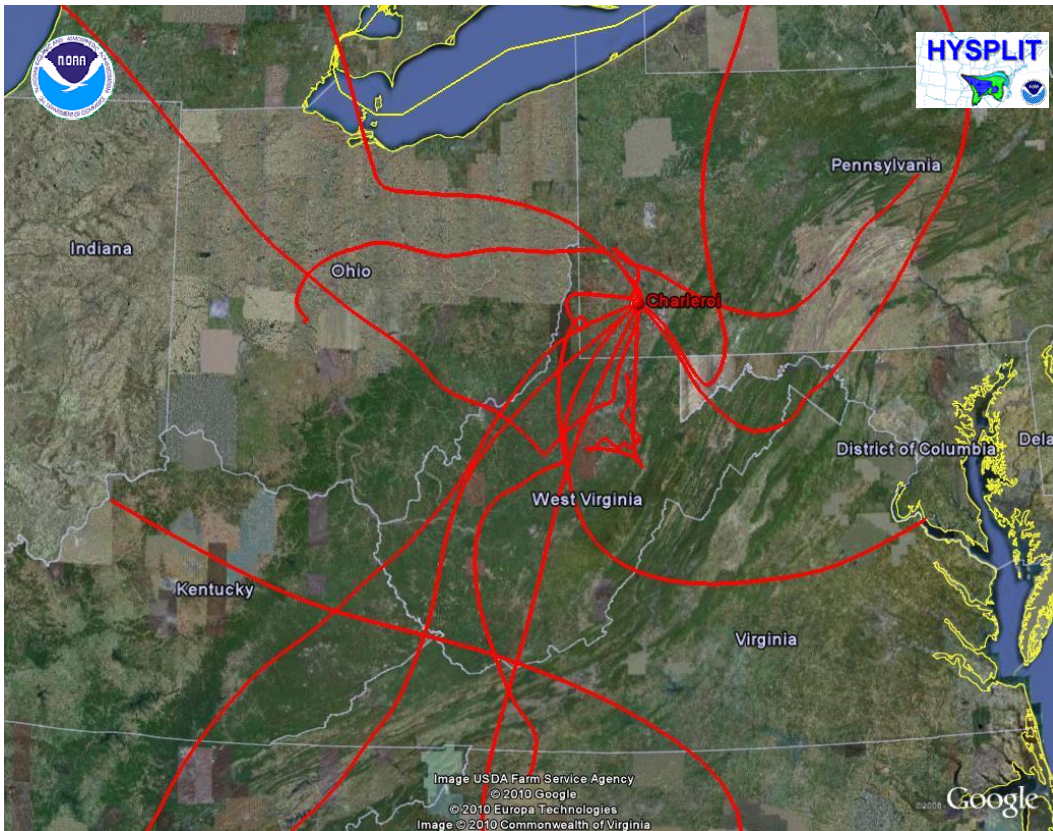 NOAA
HYSPLIT
Pennsylvania
Indiana
Ohio
Charleroi
District of Columbia
Dela
West Virginia
Kentucky
Virginia
Image USDA Farm Service Agency
© 2010 Google
© 2010 Europa Technologies
Image © 2010 Commonwealth of Virginia
©2008 Google